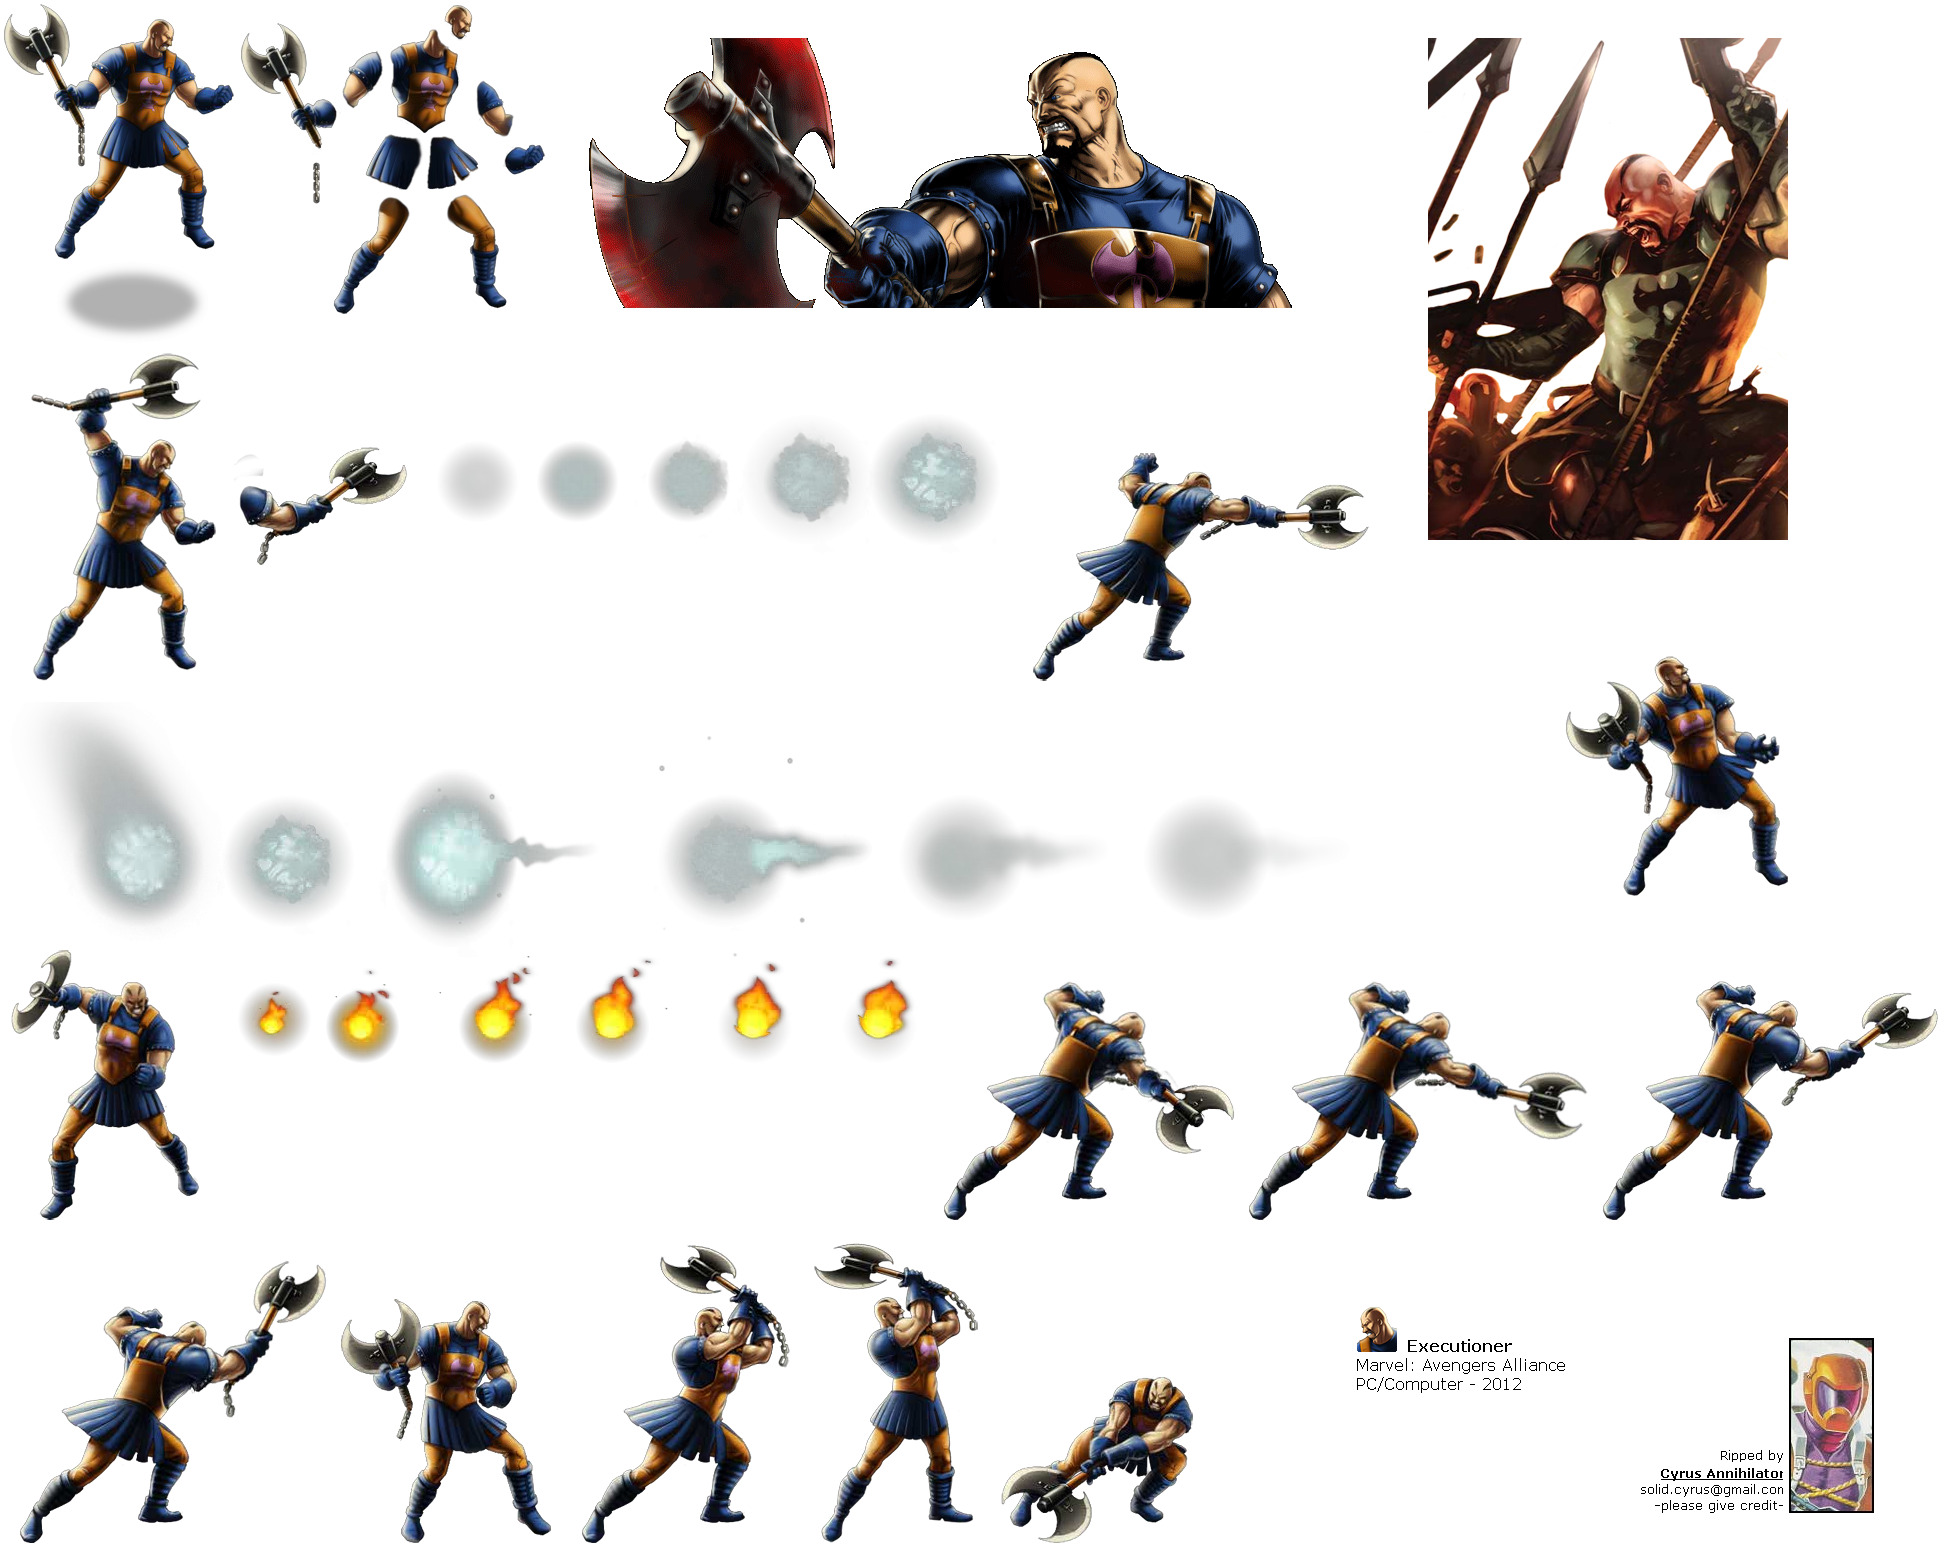 Executioner
Marvel: Avengers Alliance
PC/Computer - 2012
Ripped by
Cyrus Annihilator
solid.cyrus@gmail.con
-please give credit-